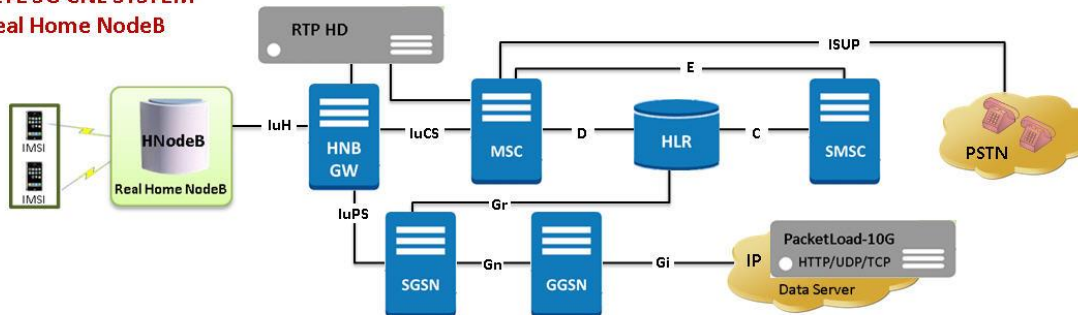 Real Home NodeB
RTP HD
ISUP
E
IMSI
IMSI
HNodeB
Real Home NodeB
IuH
HNB
GW
IuCS
MSC
D
HLR
C
SMSC
PSTN
IuPS
Gr
SGSN
Gn
GGSN
Gi
IP
PacketLoad-10G
HTTP/UDP/TCP
Data Server